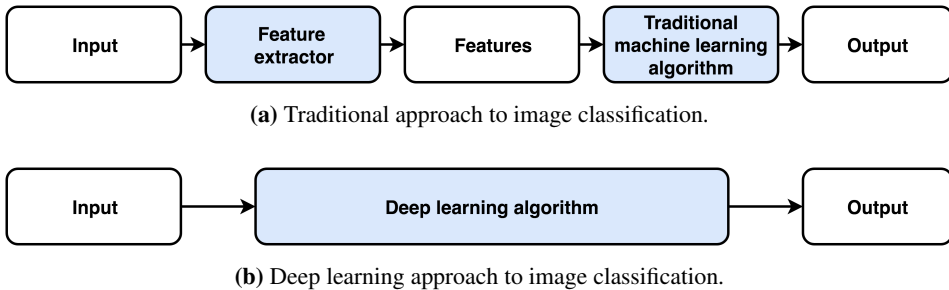 Input
Feature
extractor
Features
Traditional
machine learning
algorithm
Output
(a) Traditional approach to image classification.
Input
Deep learning algorithm
Output
(b) Deep learning approach to image classification.